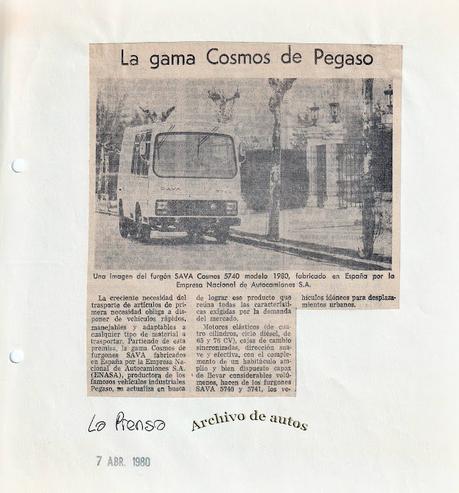 La gama Cosmos de Pegaso
SAVA
Una imagen del furgón SAVA Cosmos 5740 modelo 1980, fabricado en España por la
Empresa Nacional de Autocamiones S.A.
La creciente necesidad del
trasporte de artículos de pri-
mera necesidad obliga a dis-
poner de vehículos rápidos,
manejables y adaptables a
cualquier tipo de material a
trasportar. Partiendo de esta
premisa, la gama Cosmos de
furgones SAVA fabricados
en España por la Empresa Na-
cional de Autocamiones S.A.
(ENASA), productora de los
famosos vehículos industriales
Pegaso, se actualiza en busca
de lograr ese producto que
reúna todas las característi-
cas exigidas por la demanda
del mercado.
Motores elásticos (de cua-
tro cilindros, ciclo diésel, de
65 y 76 CV), cajas de cambio
sincronizadas, dirección sua-
ve y efectiva, con el comple-
mento de un habitáculo am-
plio y bien dispuesto capaz
de llevar considerables volú-
menes, hacen de los furgones
SAVA 5740 y 5741, los ve-
hículos idóneos para desplaza-
mientos urbanos.
La Prensa
Archivo de autos
7 ABR. 1980